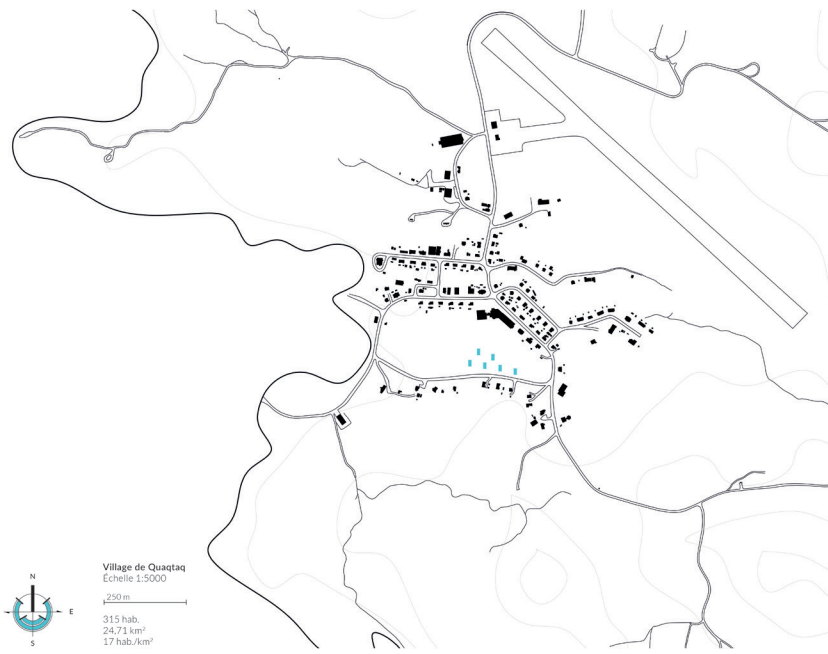 Village de Quaqtaq
Échelle 1:5000
250 m
315 hab.
24,71 km²
17 hab./km²
N
E
S